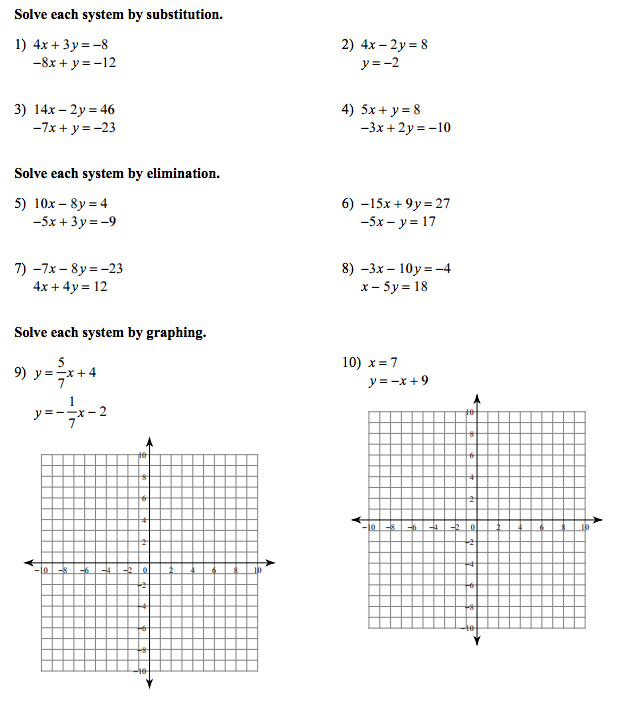 Solve each system by substitution.
1) 4x + 3y = −8
−8x + y = −12
2) 4x − 2y = 8
y = −2
3) 14x − 2y = 46
−7x + y = −23
4) 5x + y = 8
−3x + 2y = −10
Solve each system by elimination.
5) 10x − 8y = 4
−5x + 3y = −9
6) −15x + 9y = 27
−5x − y = 17
7) −7x − 8y = −23
4x + 4y = 12
8) −3x − 10y = −4
x − 5y = 18
Solve each system by graphing.
9) y = 5/7 x + 4
y = − 1/7 x − 2
10
8
6
4
2
−10 −8 −6 −4 −2 0 2 4 6 8 10
−2
−4
−6
−8
−10
10) x = 7
y = −x + 9
10
8
6
4
2
−10 −8 −6 −4 −2 0 2 4 6 8 10
−2
−4
−6
−8
−10